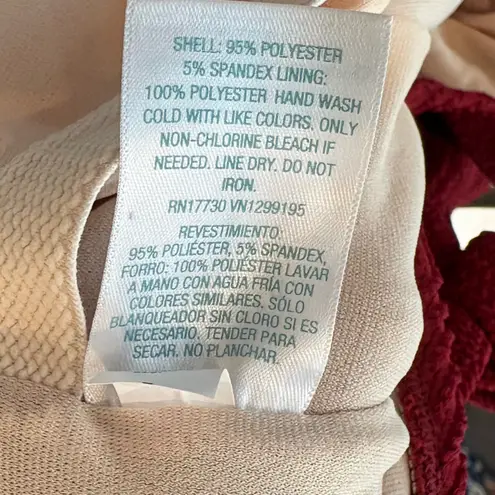 SHELL: 95% POLYESTER
5% SPANDEX LINING:
100% POLYESTER HAND WASH
COLD WITH LIKE COLORS. ONLY
NON-CHLORINE BLEACH IF
NEEDED. LINE DRY. DO NOT
IRON.
RN17730 VN1299195
REVESTIMIENTO:
95% POLIÉSTER, 5% SPANDEX,
FORRO: 100% POLIÉSTER LAVAR
A MANO CON AGUA FRÍA CON
COLORES SIMILARES. SÓLO
BLANQUEADOR SIN CLORO SI ES
NECESARIO. TENDER PARA
SECAR. NO PLANCHAR.